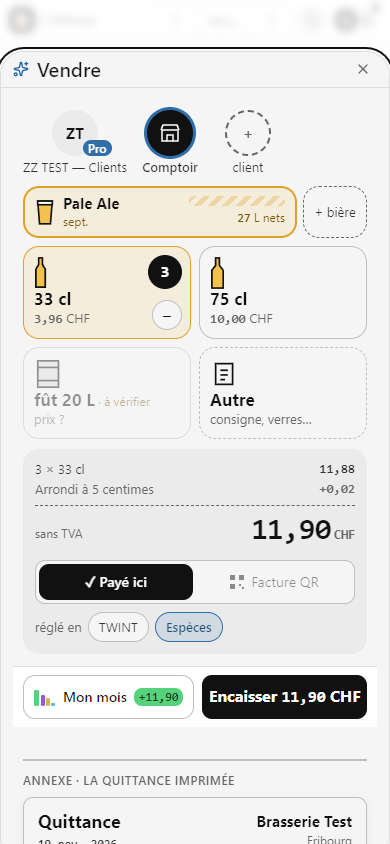 Vendre
ZT
Pro
ZZ TEST — Clients
Comptoir
+
client
Pale Ale
sept.
27 L nets
+ bière
33 cl
3,96 CHF
3
–
75 cl
10,00 CHF
fût 20 L · à vérifier
prix ?
Autre
consigne, verres…
3 × 33 cl 11,88
Arrondi à 5 centimes +0,02
sans TVA 11,90 CHF
✓ Payé ici
Facture QR
réglé en TWINT Espèces
Mon mois +11,90
Encaisser 11,90 CHF
ANNEXE · LA QUITTANCE IMPRIMÉE
Quittance Brasserie Test
19 nov. 2026 Fribourg